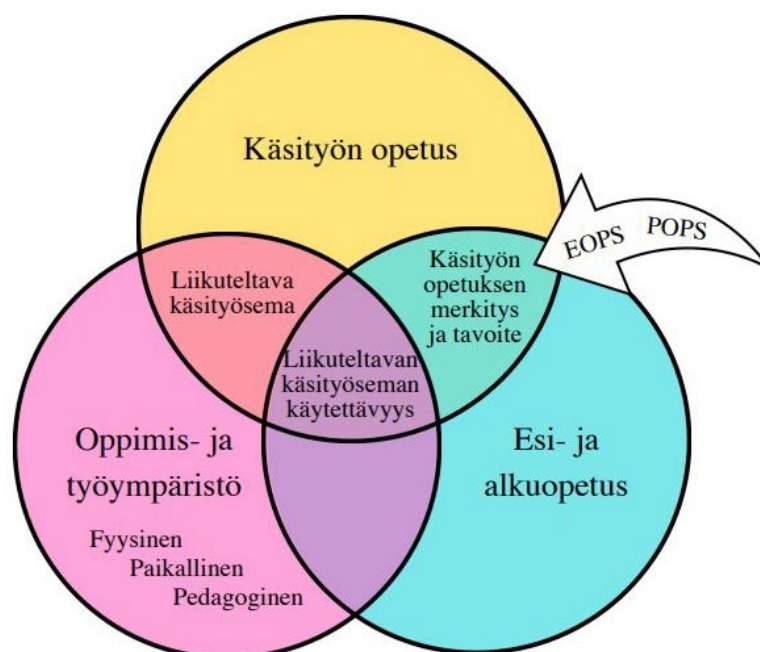 Käsityön opetus
EOPS POPS
Liikuteltava
käsityösema
Käsityön
opetuksen
merkitys
ja tavoite
Liikuteltavan
käsityöseman
käytettävyys
Oppimis- ja
työympäristö
Fyysinen
Paikallinen
Pedagoginen
Esi- ja
alkuopetus